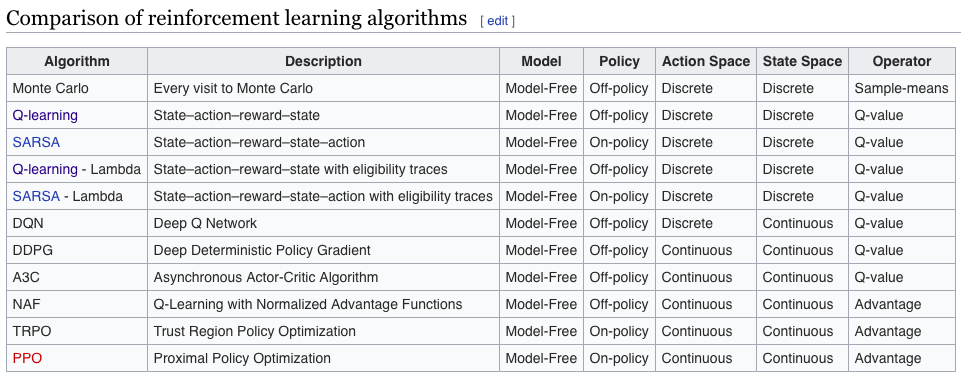 Comparison of reinforcement learning algorithms [ edit ]
Algorithm Description Model Policy Action Space State Space Operator
Monte Carlo Every visit to Monte Carlo Model-Free Off-policy Discrete Discrete Sample-means
Q-learning State–action–reward–state Model-Free Off-policy Discrete Discrete Q-value
SARSA State–action–reward–state–action Model-Free On-policy Discrete Discrete Q-value
Q-learning - Lambda State–action–reward–state with eligibility traces Model-Free Off-policy Discrete Discrete Q-value
SARSA - Lambda State–action–reward–state–action with eligibility traces Model-Free On-policy Discrete Discrete Q-value
DQN Deep Q Network Model-Free Off-policy Discrete Continuous Q-value
DDPG Deep Deterministic Policy Gradient Model-Free Off-policy Continuous Continuous Q-value
A3C Asynchronous Actor-Critic Algorithm Model-Free Off-policy Continuous Continuous Q-value
NAF Q-Learning with Normalized Advantage Functions Model-Free Off-policy Continuous Continuous Advantage
TRPO Trust Region Policy Optimization Model-Free On-policy Continuous Continuous Advantage
PPO Proximal Policy Optimization Model-Free On-policy Continuous Continuous Advantage